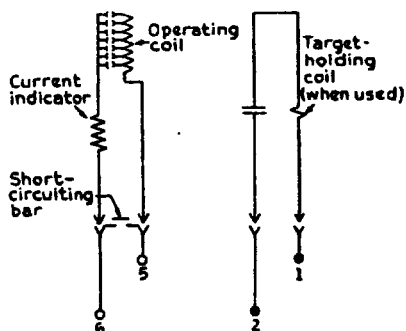 Operating
coil
Current
indicator
Short-
circuiting
bar
5
6
Target-
holding
coil
(when used)
1
2